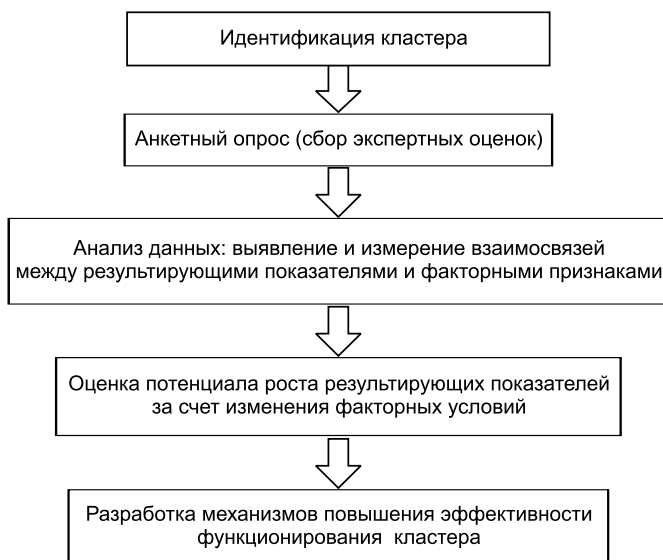 Идентификация кластера
Анкетный опрос (сбор экспертных оценок)
Анализ данных: выявление и измерение взаимосвязей
между результирующими показателями и факторными признаками
Оценка потенциала роста результирующих показателей
за счет изменения факторных условий
Разработка механизмов повышения эффективности
функционирования кластера